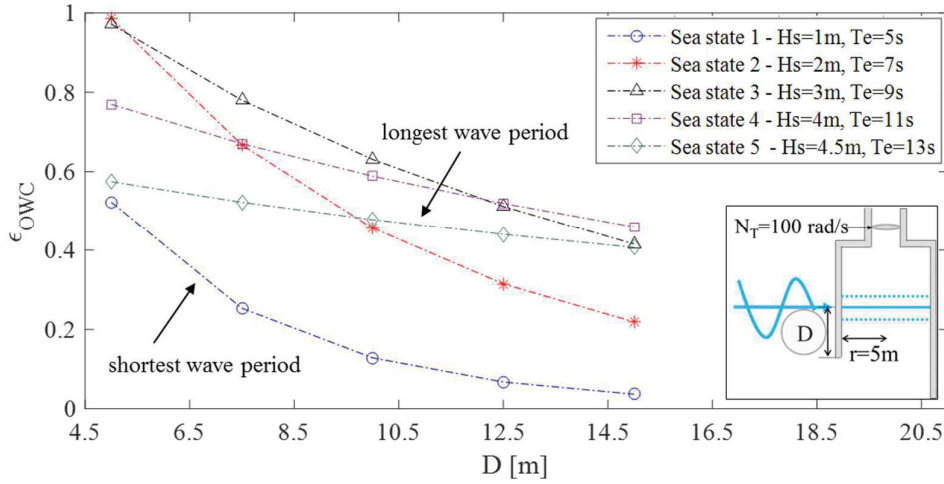 1
0.8
0.6
0.4
0.2
0
ϵOWC
4.5 6.5 8.5 10.5 12.5 14.5 16.5 18.5 20.5
D [m]
longest wave period
shortest wave period
Sea state 1 - Hs=1m, Te=5s
Sea state 2 - Hs=2m, Te=7s
Sea state 3 - Hs=3m, Te=9s
Sea state 4 - Hs=4m, Te=11s
Sea state 5 - Hs=4.5m, Te=13s
NT=100 rad/s
D
r=5m